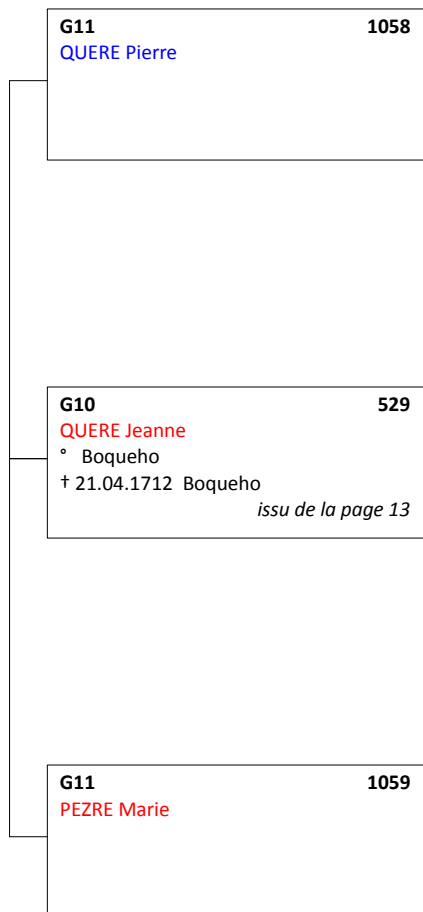 G11 1058
QUERE Pierre
G10 529
QUERE Jeanne
° Boqueho
† 21.04.1712 Boqueho
issu de la page 13
G11 1059
PEZRE Marie